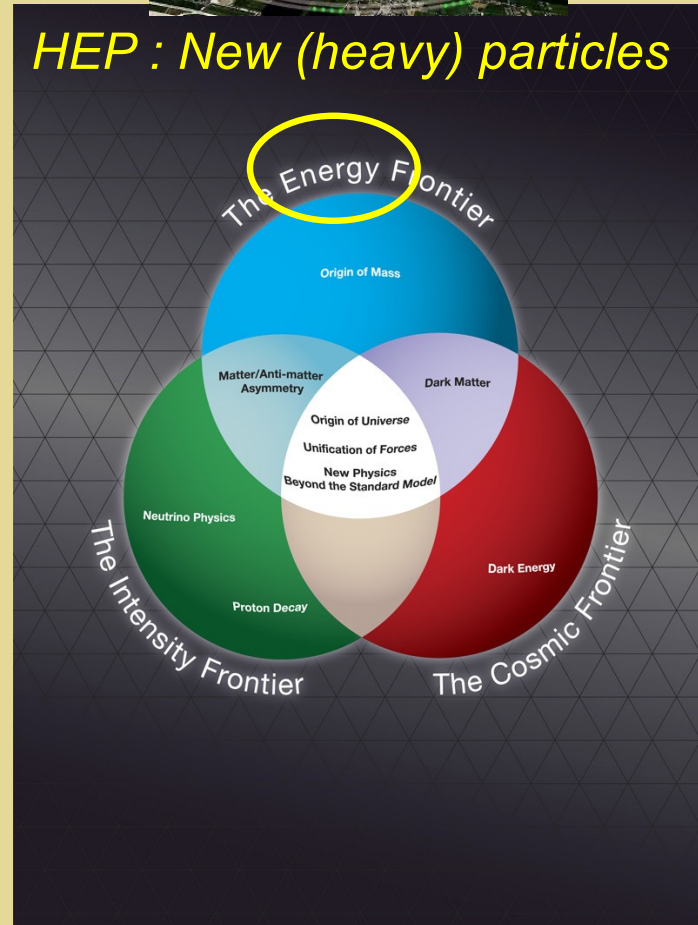 HEP : New (heavy) particles
The Energy Frontier
Origin of Mass
Matter/Anti-matter
Asymmetry
Dark Matter
Origin of Universe
Unification of Forces
New Physics
Beyond the Standard Model
Neutrino Physics
Dark Energy
Proton Decay
The Intensity Frontier
The Cosmic Frontier